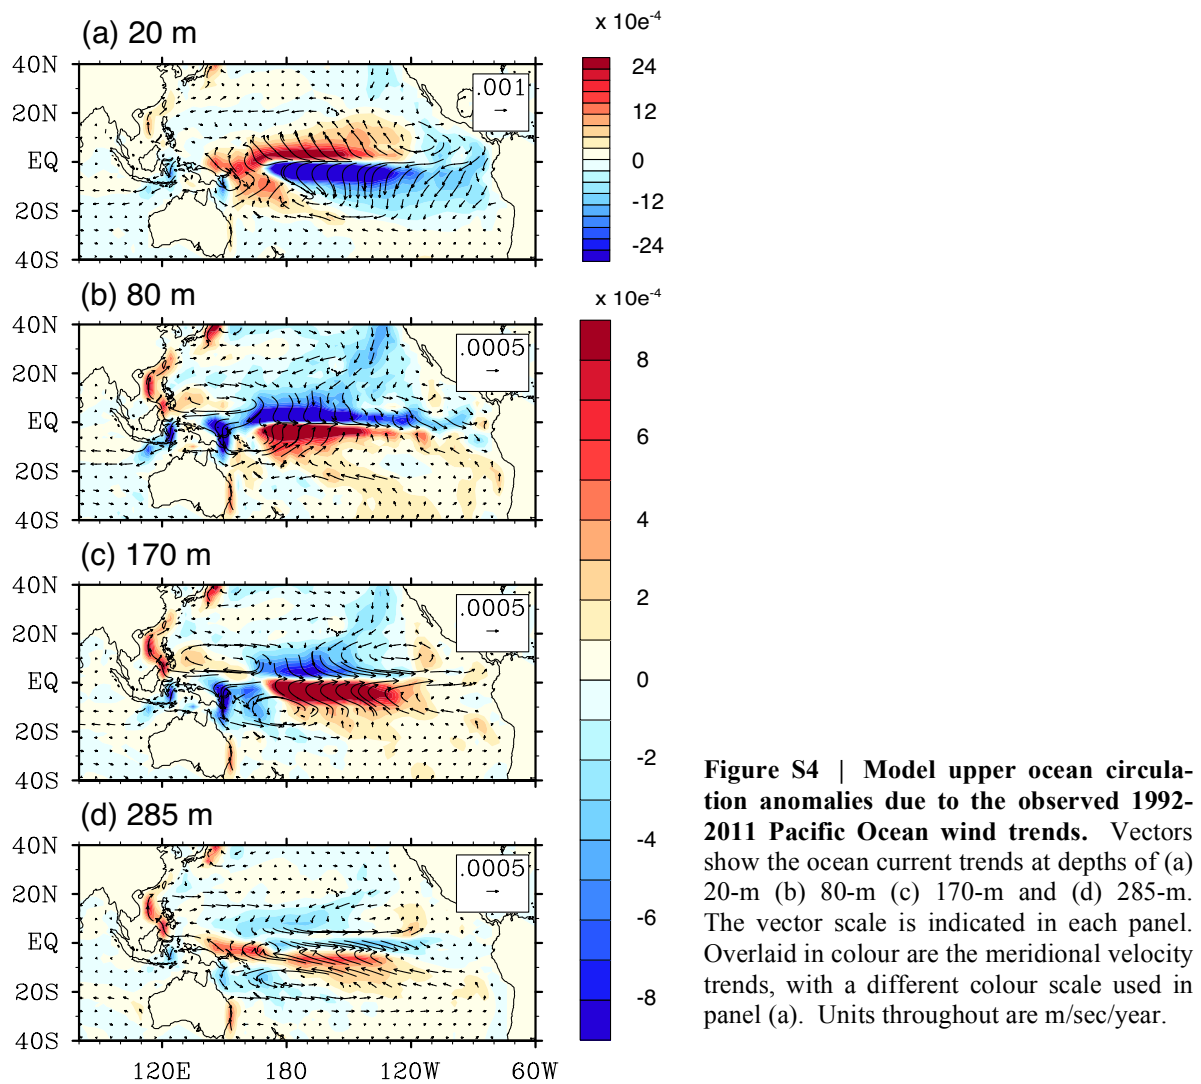 (a) 20 m
x 10e-4
40N
20N
EQ
20S
40S
.001
24
12
0
-12
-24
(b) 80 m
x 10e-4
40N
20N
EQ
20S
40S
.0005
8
6
4
2
0
-2
-4
-6
-8
(c) 170 m
40N
20N
EQ
20S
40S
.0005
(d) 285 m
40N
20N
EQ
20S
40S
.0005
120E 180 120W 60W
Figure S4 | Model upper ocean circula-
tion anomalies due to the observed 1992-
2011 Pacific Ocean wind trends. Vectors
show the ocean current trends at depths of (a)
20-m (b) 80-m (c) 170-m and (d) 285-m.
The vector scale is indicated in each panel.
Overlaid in colour are the meridional velocity
trends, with a different colour scale used in
panel (a). Units throughout are m/sec/year.